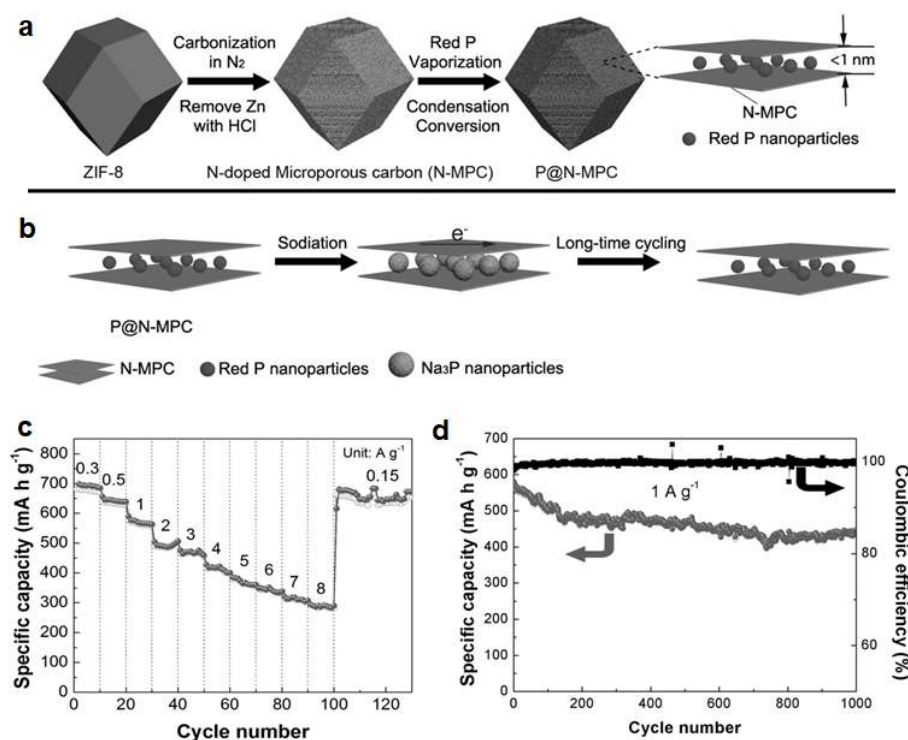 a
Carbonization
in N₂
Remove Zn
with HCl
Red P
Vaporization
Condensation
Conversion
<1 nm
N-MPC
Red P nanoparticles
ZIF-8
N-doped Microporous carbon (N-MPC)
P@N-MPC
b
Sodiation
e⁻
Long-time cycling
P@N-MPC
N-MPC
Red P nanoparticles
Na₃P nanoparticles
c
Specific capacity (mA h g⁻¹)
800
700
600
500
400
300
200
100
0
Unit: A g⁻¹
0.3
0.5
1
2
3
4
5
6
7
8
0.15
0 20 40 60 80 100 120
Cycle number
d
Specific capacity (mA h g⁻¹)
700
600
500
400
300
200
100
0
1 A g⁻¹
100
80
60
Coulombic efficiency (%)
0 200 400 600 800 1000
Cycle number